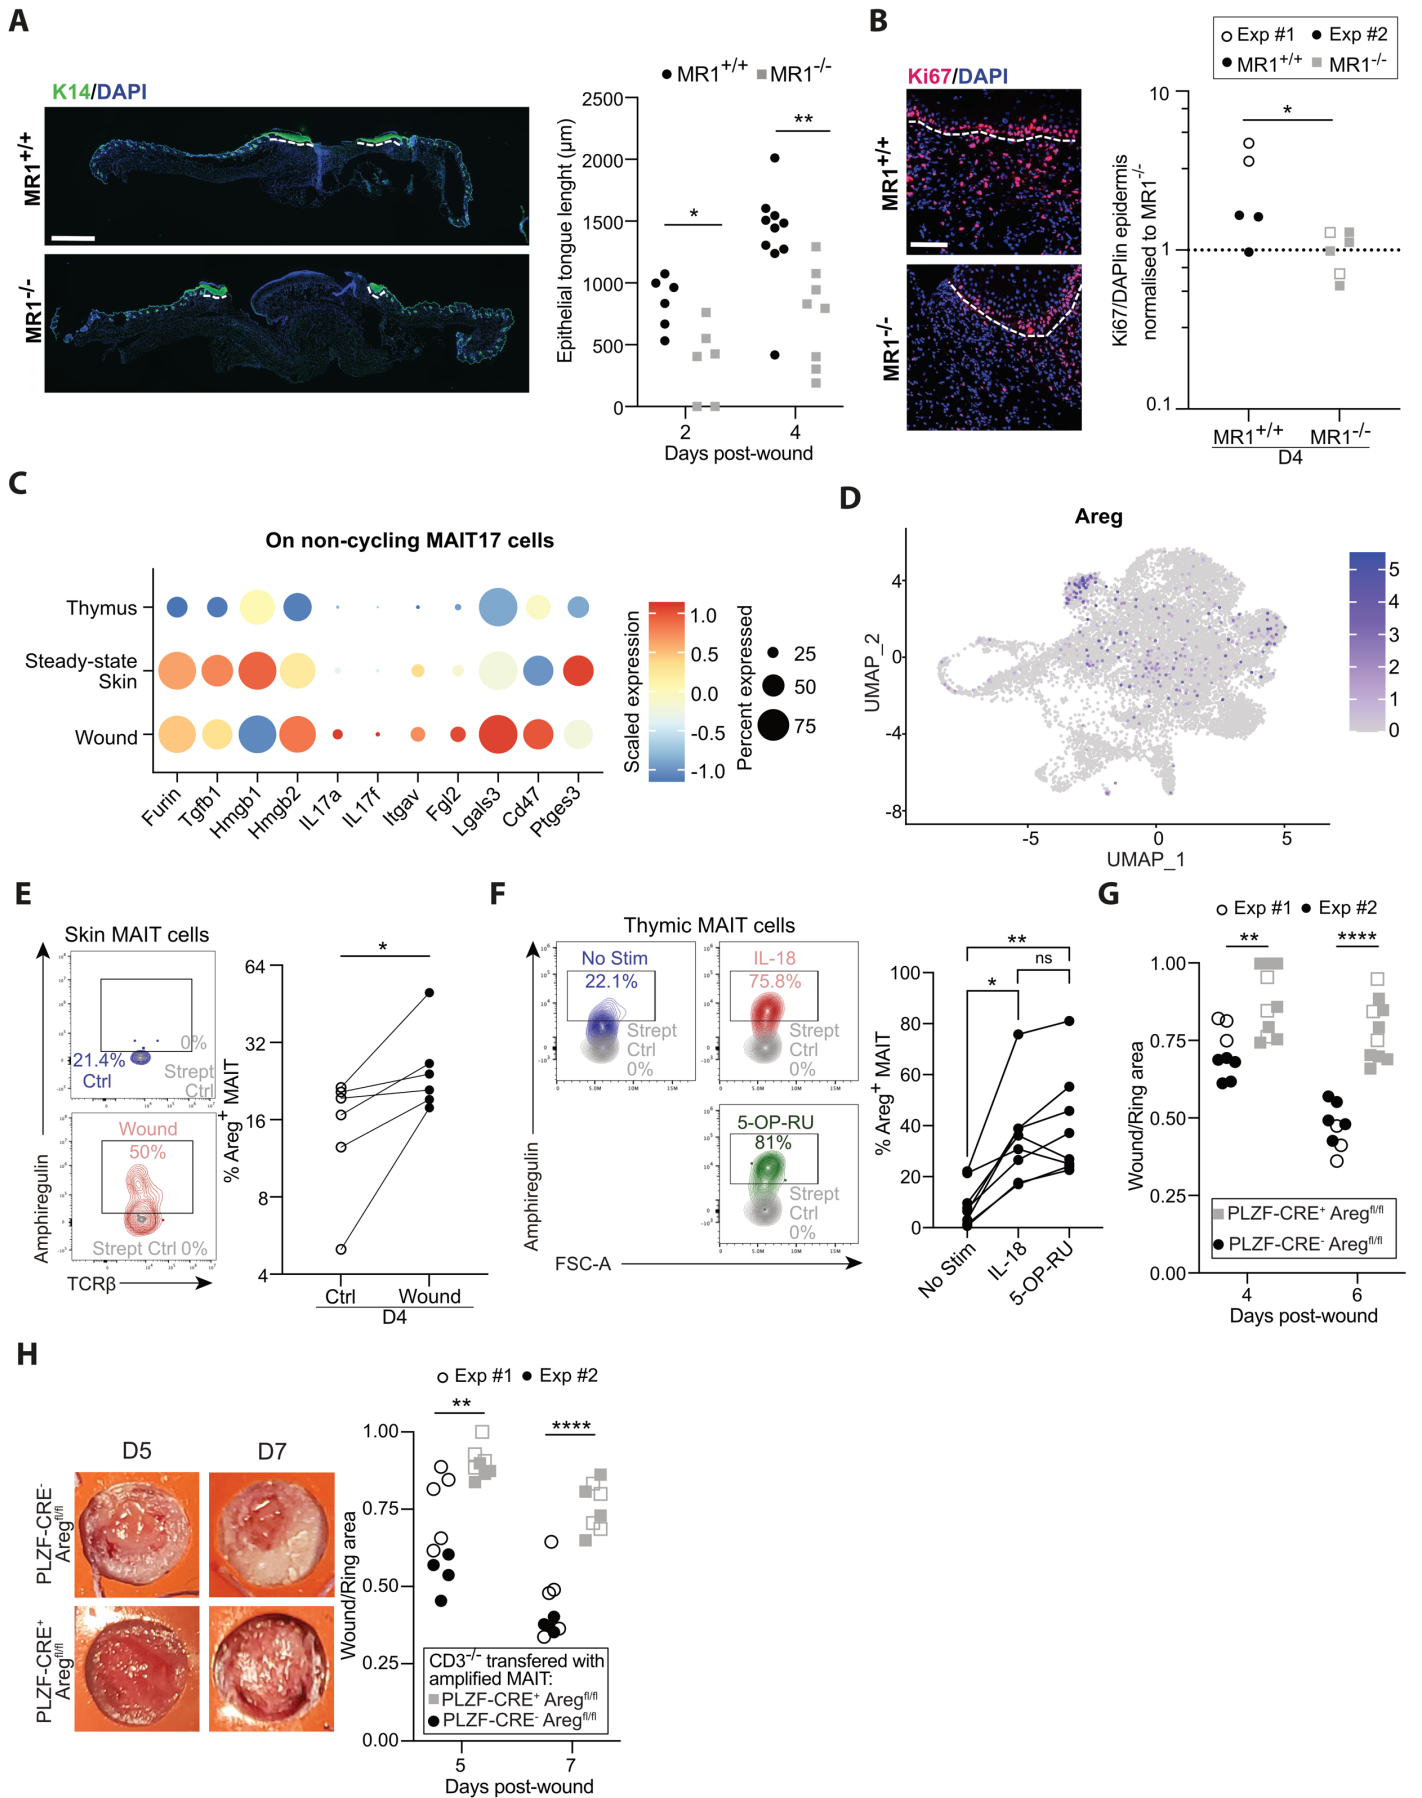 A
K14/DAPI
MR1+/+
MR1-/-
MR1+/+ MR1-/-
Epithelial tongue lenght (µm)
2500
2000
1500
1000
500
0
*
**
2 4
Days post-wound
B
Exp #1 Exp #2
MR1+/+ MR1-/-
Ki67/DAPI
MR1+/+
MR1-/-
Ki67/DAPIin epidermis
normalised to MR1-/-
10
1
0.1
*
MR1+/+ MR1-/-
D4
C
On non-cycling MAIT17 cells
Thymus
Steady-state
Skin
Wound
Furin Tgfb1 Hmgb1 Hmgb2 IL17a IL17f Itgav Fgl2 Lgals3 Cd47 Ptges3
Scaled expression
1.0
0.5
0.0
-0.5
-1.0
Percent expressed
25
50
75
D
Areg
UMAP_2
4
0
-4
-8
-5 0 5
UMAP_1
5
4
3
2
1
0
E
Skin MAIT cells
0%
21.4%
Ctrl
Strept
Ctrl
Wound
50%
Strept Ctrl 0%
Amphiregulin
TCRβ
% Areg+ MAIT
64
32
16
8
4
*
Ctrl Wound
D4
F
Thymic MAIT cells
No Stim
22.1%
Strept
Ctrl
0%
IL-18
75.8%
Strept
Ctrl
0%
5-OP-RU
81%
Strept
Ctrl
0%
Amphiregulin
FSC-A
% Areg+ MAIT
100
80
60
40
20
0
**
ns
*
No Stim IL-18 5-OP-RU
G
Exp #1 Exp #2
** ****
Wound/Ring area
1.00
0.75
0.50
0.25
0.00
PLZF-CRE+ Aregfl/fl
PLZF-CRE- Aregfl/fl
4 6
Days post-wound
H
D5 D7
PLZF-CRE-
Aregfl/fl
PLZF-CRE+
Aregfl/fl
Exp #1 Exp #2
** ****
Wound/Ring area
1.00
0.75
0.50
0.25
0.00
CD3-/- transfered with
amplified MAIT:
PLZF-CRE+ Aregfl/fl
PLZF-CRE- Aregfl/fl
5 7
Days post-wound